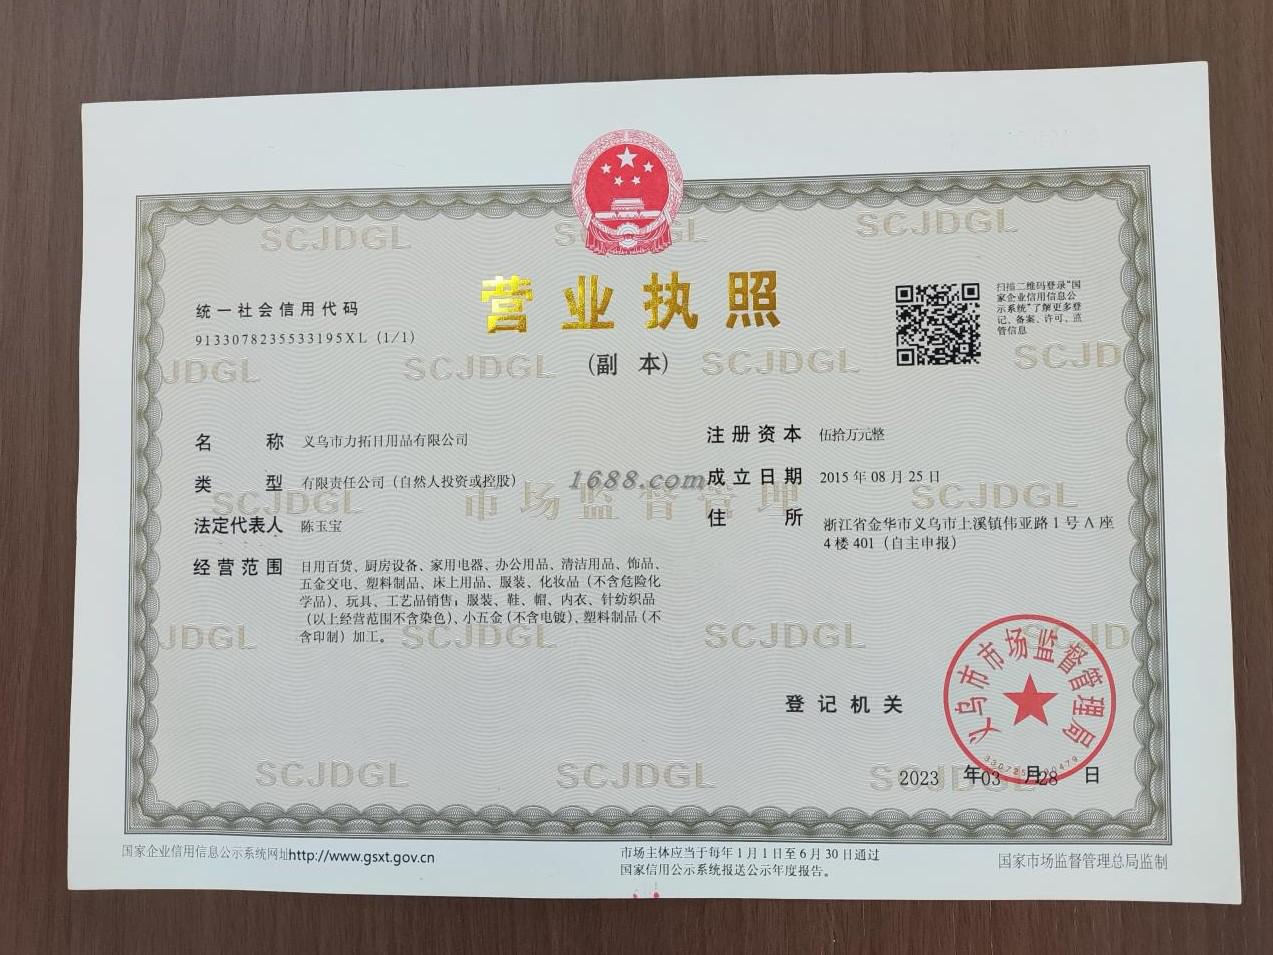 SCJDGL SCJDGL SCJDGL
营业执照
(副 本)
统一社会信用代码
9133078235533195XL (1/1)
扫描二维码登录“国
家企业信用信息公
示系统”了解更多登
记、备案、许可、监
管信息
JDGL SCJDGL SCJDGL SCJD
名 称 义乌市力拓日用品有限公司
类 型 有限责任公司（自然人投资或控股）
法定代表人 陈玉宝
经营范围 日用百货、厨房设备、家用电器、办公用品、清洁用品、饰品、
五金交电、塑料制品、床上用品、服装、化妆品（不含危险化
学品）、玩具、工艺品销售；服装、鞋、帽、内衣、针纺织品
（以上经营范围不含染色）、小五金（不含电镀）、塑料制品（不
含印制）加工。
注册资本 伍拾万元整
成立日期 2015 年 08 月 25 日
住 所 浙江省金华市义乌市上溪镇伟亚路 1 号 A 座
4 楼 401（自主申报）
1688.com
SCJDGL 市场监督管理 SCJDGL
JDGL SCJDGL SCJDGL SCJD
登记机关
义乌市市场监督管理局
2023 年 03 月 28 日
SCJDGL SCJDGL SCJDGL
国家企业信用信息公示系统网址http://www.gsxt.gov.cn
市场主体应当于每年 1 月 1 日至 6 月 30 日通过
国家信用公示系统报送公示年度报告。
国家市场监督管理总局监制